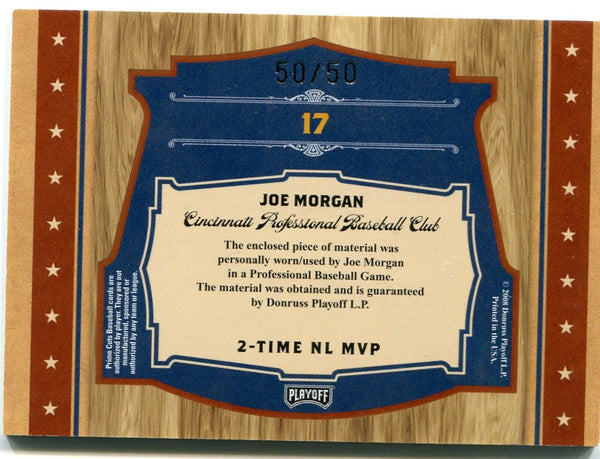 50/50
17
JOE MORGAN
Cincinnati Professional Baseball Club
The enclosed piece of material was
personally worn/used by Joe Morgan
in a Professional Baseball Game.
The material was obtained and is guaranteed
by Donruss Playoff L.P.
2-TIME NL MVP
PLAYOFF
Prime Cuts Baseball cards are
authorized by player. They are not
manufactured, sponsored or
authorized by any team or league.
© 2008 Donruss Playoff L.P.
Printed in the USA.